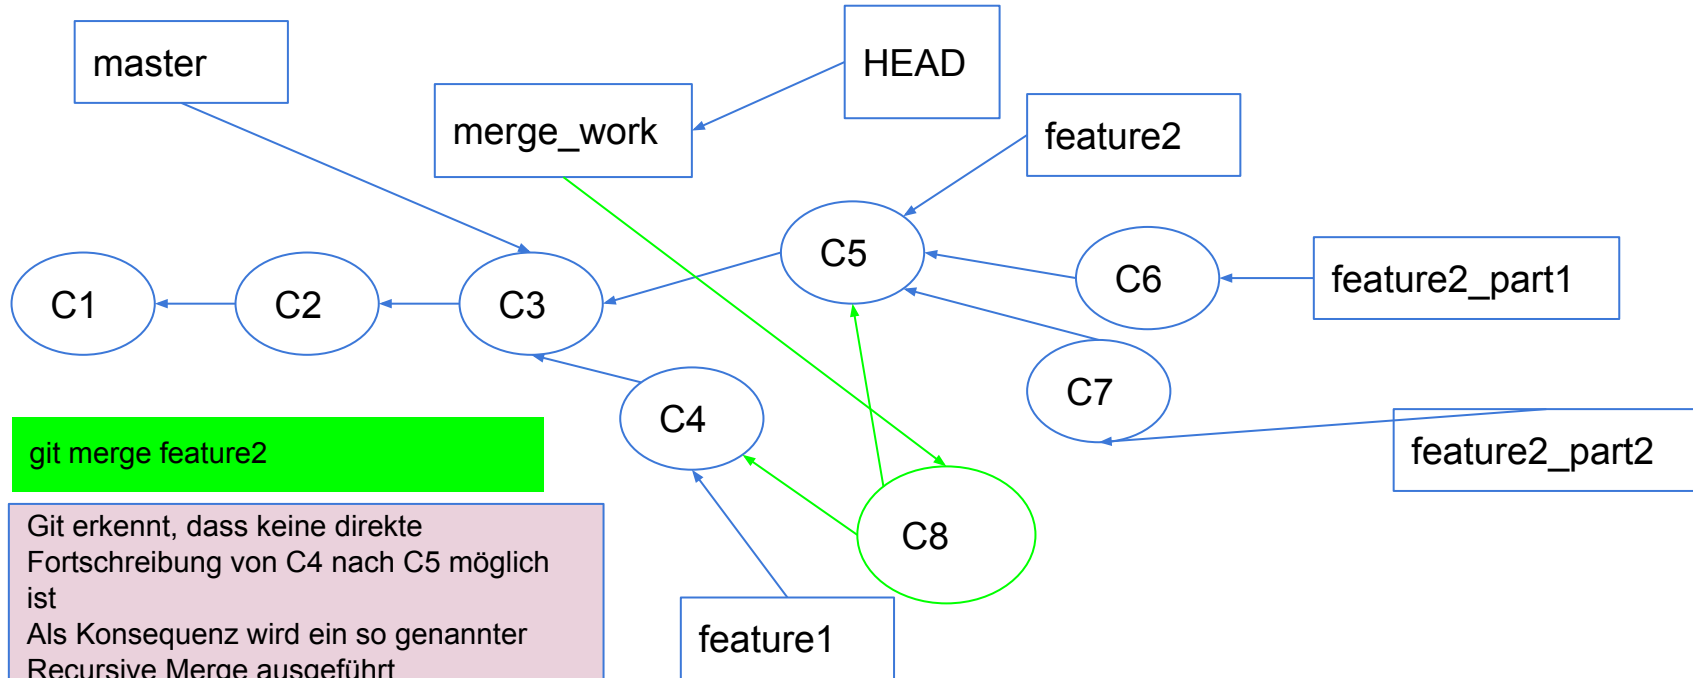 master
HEAD
merge_work
feature2
C5
C6
feature2_part1
C1
C2
C3
C7
C4
git merge feature2
feature2_part2
Git erkennt, dass keine direkte
Fortschreibung von C4 nach C5 möglich
ist
Als Konsequenz wird ein so genannter
Recursive Merge ausgeführt
C8
feature1